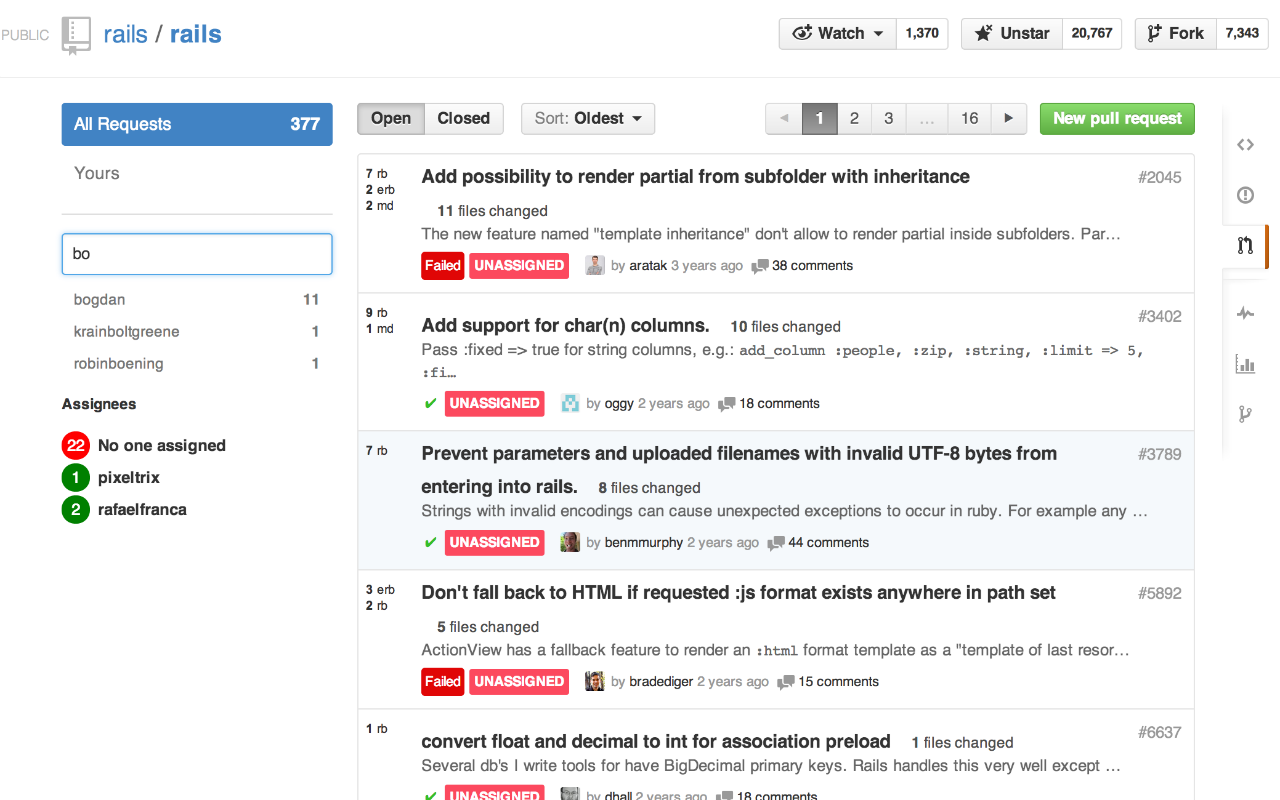 PUBLIC rails / rails Watch 1,370 Unstar 20,767 Fork 7,343
All Requests 377
Yours
bo
bogdan 11
krainboltgreene 1
robinboening 1
Assignees
22 No one assigned
1 pixeltrix
2 rafaelfranca
Open Closed Sort: Oldest 1 2 3 ... 16 New pull request
7 rb
2 erb
2 md
Add possibility to render partial from subfolder with inheritance #2045
11 files changed
The new feature named "template inheritance" don't allow to render partial inside subfolders. Par...
Failed UNASSIGNED by aratak 3 years ago 38 comments
9 rb
1 md
Add support for char(n) columns. 10 files changed #3402
Pass :fixed => true for string columns, e.g.: add_column :people, :zip, :string, :limit => 5,
:fi...
UNASSIGNED by oggy 2 years ago 18 comments
7 rb
Prevent parameters and uploaded filenames with invalid UTF-8 bytes from #3789
entering into rails. 8 files changed
Strings with invalid encodings can cause unexpected exceptions to occur in ruby. For example any ...
UNASSIGNED by benmmurphy 2 years ago 44 comments
3 erb
2 rb
Don't fall back to HTML if requested :js format exists anywhere in path set #5892
5 files changed
ActionView has a fallback feature to render an :html format template as a "template of last resor...
Failed UNASSIGNED by bradediger 2 years ago 15 comments
1 rb
convert float and decimal to int for association preload 1 files changed #6637
Several db's I write tools for have BigDecimal primary keys. Rails handles this very well except ...
UNASSIGNED by dhall 2 years ago 18 comments